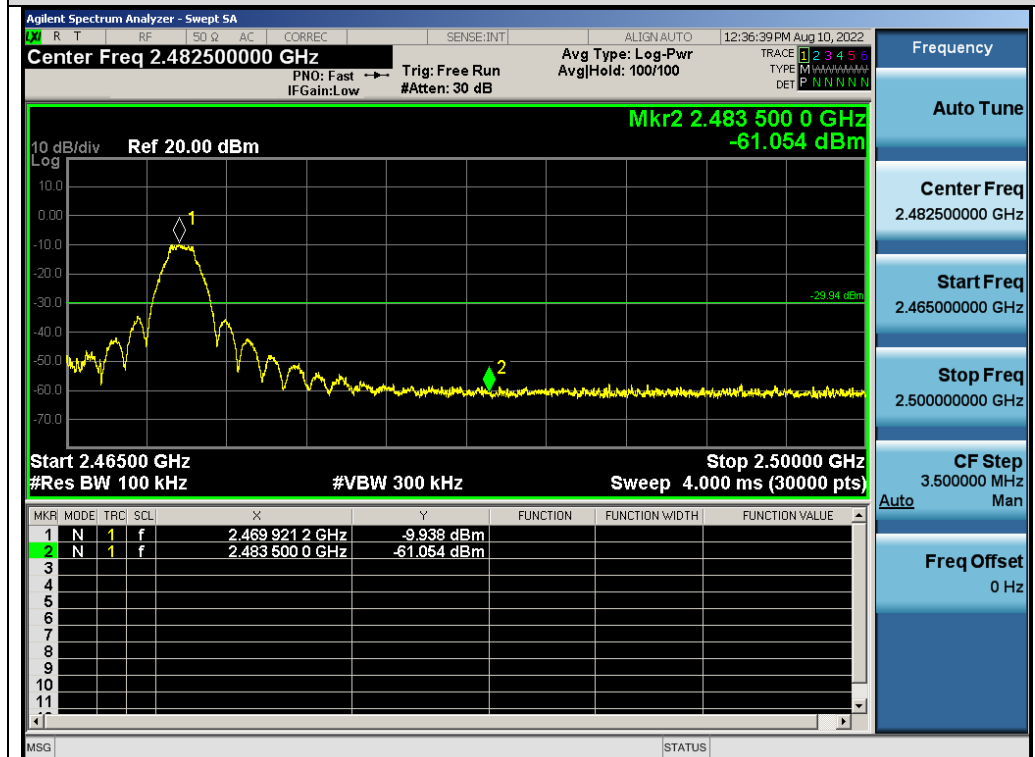 Agilent Spectrum Analyzer - Swept SA
LXI R T RF 50 Ω AC CORREC SENSE:INT ALIGN AUTO 12:36:39 PM Aug 10, 2022
Center Freq 2.482500000 GHz
PNO: Fast
IFGain:Low
Trig: Free Run
#Atten: 30 dB
Avg Type: Log-Pwr
Avg|Hold: 100/100
TRACE 1 2 3 4 5 6
TYPE M
DET P N N N N N
Frequency
Auto Tune
Center Freq
2.482500000 GHz
Start Freq
2.465000000 GHz
Stop Freq
2.500000000 GHz
CF Step
3.500000 MHz
Auto Man
Freq Offset
0 Hz
Mkr2 2.483 500 0 GHz
-61.054 dBm
10 dB/div Ref 20.00 dBm
Log
10.0
0.00
-10.0
-20.0
-30.0
-40.0
-50.0
-60.0
-70.0
1
-29.94 dBm
2
Start 2.46500 GHz Stop 2.50000 GHz
#Res BW 100 kHz #VBW 300 kHz Sweep 4.000 ms (30000 pts)
MKR MODE TRC SCL X Y FUNCTION FUNCTION WIDTH FUNCTION VALUE
1 N 1 f 2.469 921 2 GHz -9.938 dBm
2 N 1 f 2.483 500 0 GHz -61.054 dBm
3
4
5
6
7
8
9
10
11
MSG STATUS